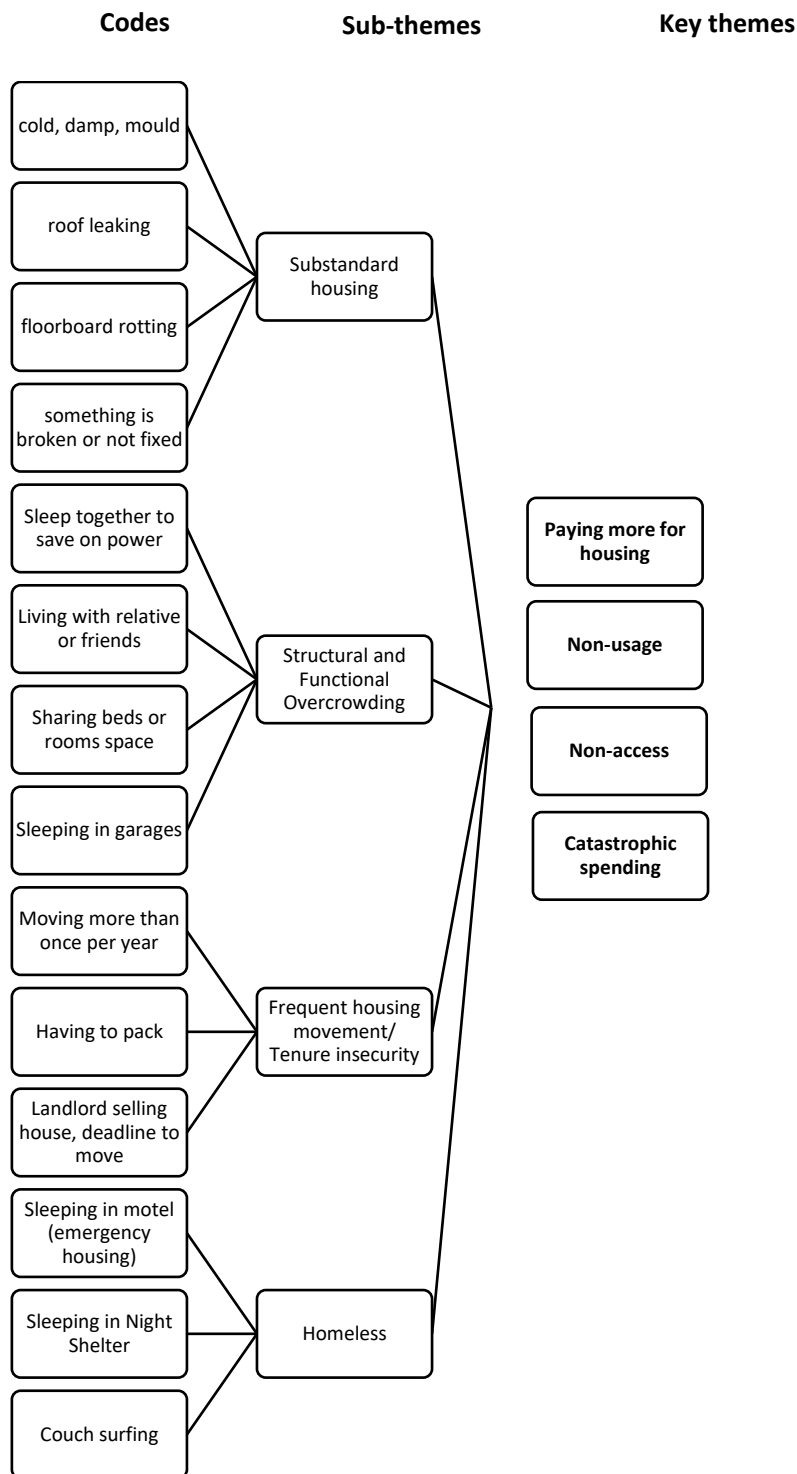 Codes
Sub-themes
Key themes
cold, damp, mould
roof leaking
floorboard rotting
something is
broken or not fixed
Sleep together to
save on power
Living with relative
or friends
Sharing beds or
rooms space
Sleeping in garages
Moving more than
once per year
Having to pack
Landlord selling
house, deadline to
move
Sleeping in motel
(emergency
housing)
Sleeping in Night
Shelter
Couch surfing
Substandard
housing
Structural and
Functional
Overcrowding
Frequent housing
movement/
Tenure insecurity
Homeless
Paying more for
housing
Non-usage
Non-access
Catastrophic
spending